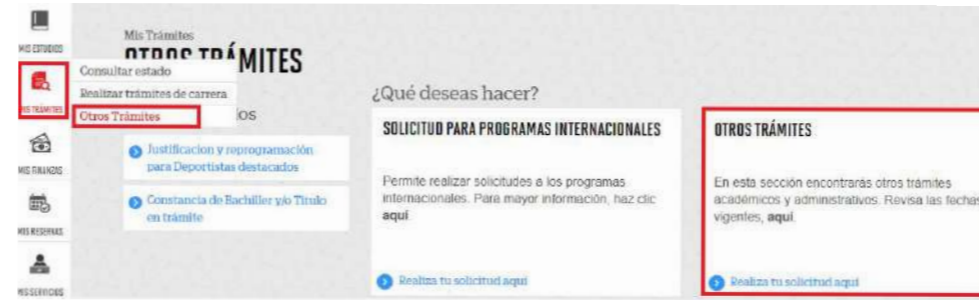 MIS ESTUDIOS
MIS TRÁMITES
MIS FINANZAS
MIS RESERVAS
MIS SERVICIOS
Mis Trámites
OTROS TRÁMITES
Consultar estado
Realizar trámites de carrera
Otros Trámites
os
Justificacion y reprogramación
para Deportistas destacados
Constancia de Bachiller y/o Título
en trámite
¿Qué deseas hacer?
SOLICITUD PARA PROGRAMAS INTERNACIONALES
Permite realizar solicitudes a los programas
internacionales. Para mayor información, haz clic
aquí
Realiza tu solicitud aquí
OTROS TRÁMITES
En esta sección encontrarás otros trámites
académicos y administrativos. Revisa las fechas
vigentes, aquí.
Realiza tu solicitud aquí